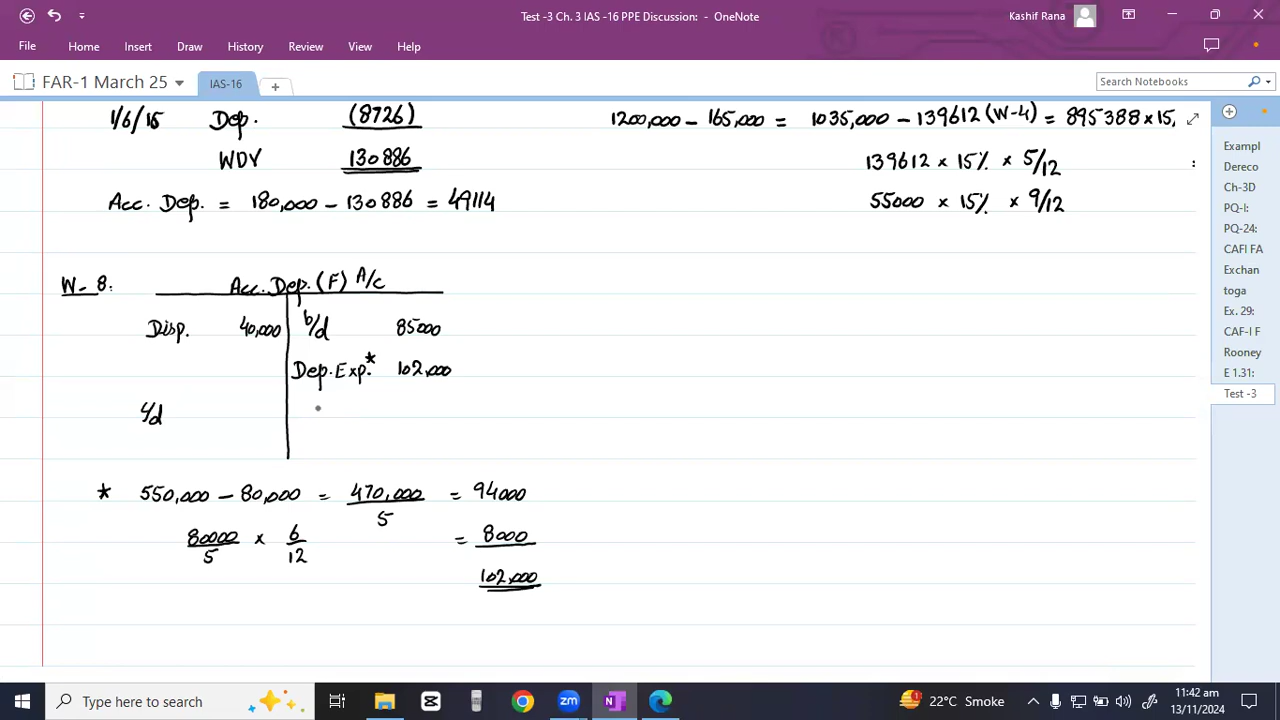 Test -3 Ch. 3 IAS -16 PPE Discussion: - OneNote
Kashif Rana
File Home Insert Draw History Review View Help
FAR-1 March 25
IAS-16
Search Notebooks
1/6/15 Dep. (8726)
WDV 130886
Acc. Dep. = 180,000 - 130886 = 49114
1200,000 - 165,000 = 1035,000 - 139612 (W-4) = 895388 × 15
139612 × 15% × 5/12
55000 × 15% × 9/12
W- 8: Acc. Dep. (F) A/c
Disp. 40,000 b/d 85000
Dep. Exp.* 102,000
c/d
* 550,000 - 80,000 = 470,000/5 = 94000
80000/5 × 6/12 = 8000
102,000
Exampl
Dereco
Ch-3D
PQ-I:
PQ-24:
CAFI FA
Exchan
toga
Ex. 29:
CAF-I F
Rooney
E 1.31:
Test -3
Type here to search
zm
22°C Smoke
11:42 am
13/11/2024